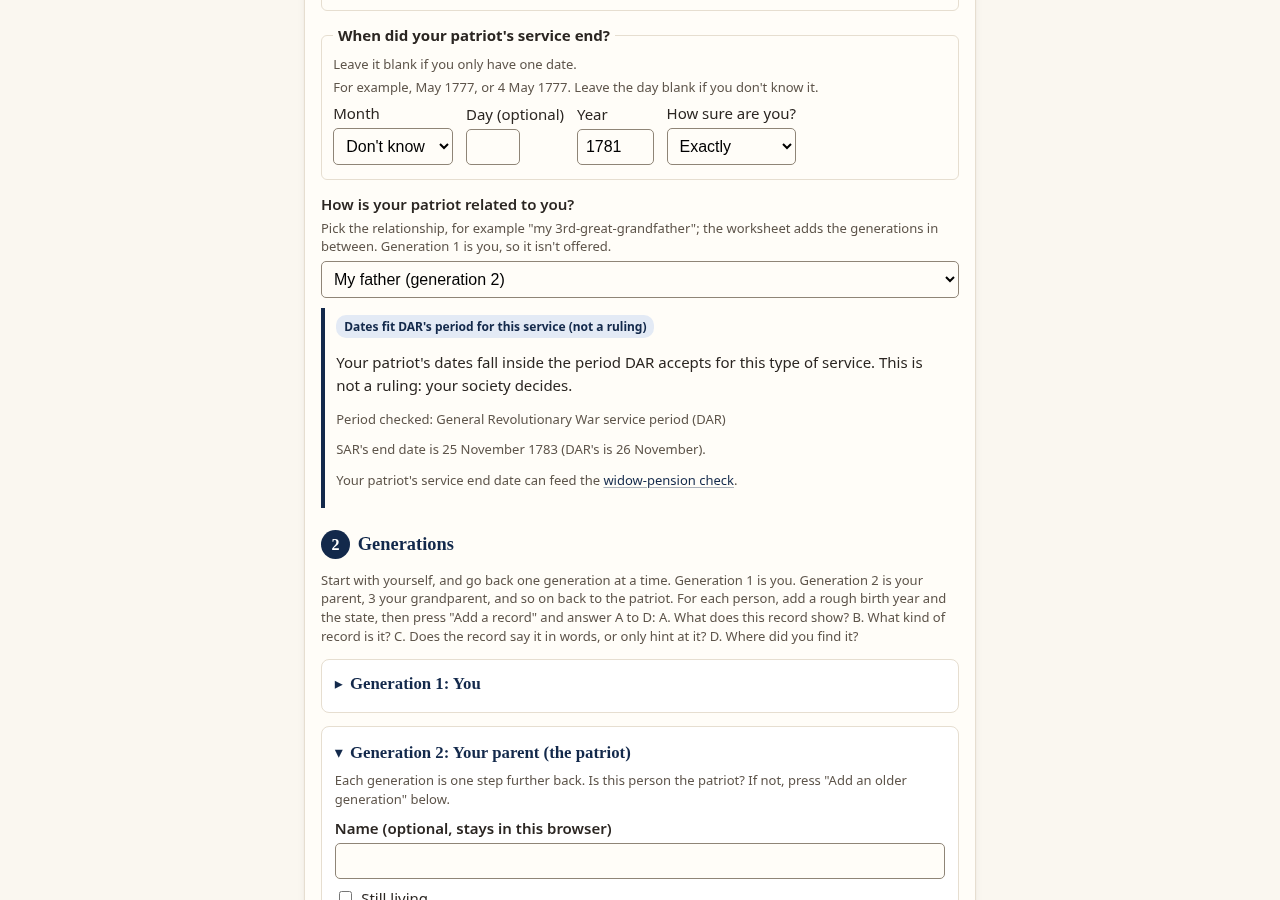 When did your patriot's service end?
Leave it blank if you only have one date.
For example, May 1777, or 4 May 1777. Leave the day blank if you don't know it.
Month Day (optional) Year How sure are you?
Don't know 1781 Exactly
How is your patriot related to you?
Pick the relationship, for example "my 3rd-great-grandfather"; the worksheet adds the generations in
between. Generation 1 is you, so it isn't offered.
My father (generation 2)
Dates fit DAR's period for this service (not a ruling)
Your patriot's dates fall inside the period DAR accepts for this type of service. This is
not a ruling: your society decides.
Period checked: General Revolutionary War service period (DAR)
SAR's end date is 25 November 1783 (DAR's is 26 November).
Your patriot's service end date can feed the widow-pension check.
2 Generations
Start with yourself, and go back one generation at a time. Generation 1 is you. Generation 2 is your
parent, 3 your grandparent, and so on back to the patriot. For each person, add a rough birth year and
the state, then press "Add a record" and answer A to D: A. What does this record show? B. What kind of
record is it? C. Does the record say it in words, or only hint at it? D. Where did you find it?
▸ Generation 1: You
▾ Generation 2: Your parent (the patriot)
Each generation is one step further back. Is this person the patriot? If not, press "Add an older
generation" below.
Name (optional, stays in this browser)
Still living